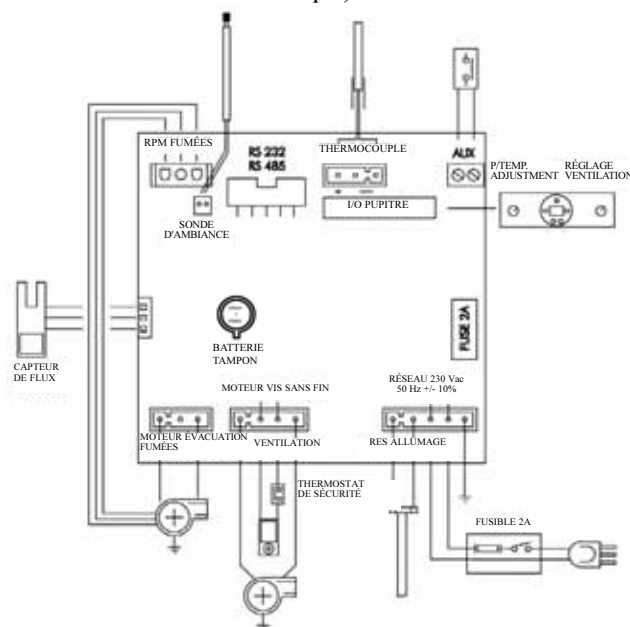 RPM FUMÉES
RS 232
RS 485
THERMOCOUPLE
AUX
P/TEMP.
ADJUSTMENT
RÉGLAGE
VENTILATION
I/O PUPITRE
SONDE
D'AMBIANCE
FUSE 2A
BATTERIE
TAMPON
CAPTEUR
DE FLUX
MOTEUR VIS SANS FIN
RÉSEAU 230 Vac
50 Hz +/- 10%
MOTEUR ÉVACUATION
FUMÉES
VENTILATION
RES ALLUMAGE
THERMOSTAT
DE SÉCURITÉ
FUSIBLE 2A